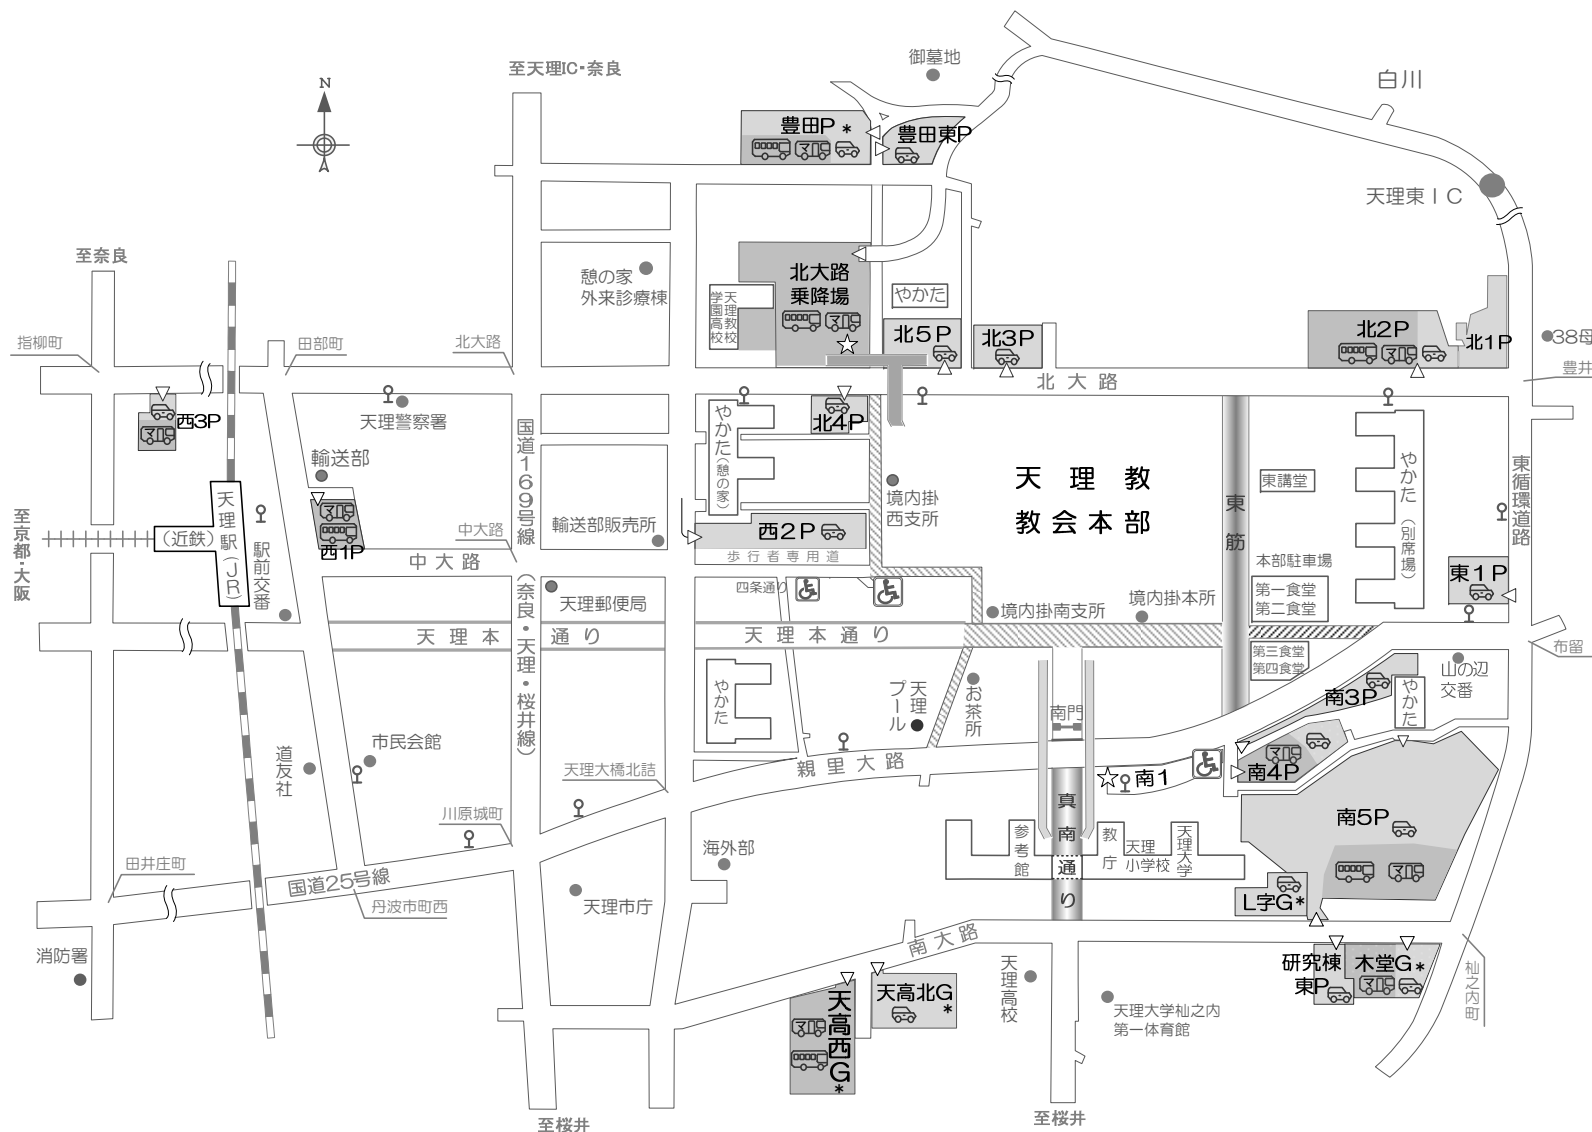 至天理IC・奈良
御墓地
白川
N
豊田P *
豊田東P
天理東IC
至奈良
憩の家
外来診療棟
天理教校
学園高校
北大路
乗降場
やかた
北5P
北3P
北2P
北1P
38母
豊井
指柳町
田部町
北大路
北大路
西3P
天理警察署
国道169号線
やかた
(憩の家)
北4P
輸送部
天理教
教会本部
東筋
東講堂
やかた
(別席場)
東循環道路
境内掛
西支所
西2P
歩行者専用道
輸送部販売所
中大路
中大路
西1P
天理駅(JR)
(近鉄)
至京都・大阪
駅前交番
本部駐車場
第一食堂
第二食堂
東1P
四条通り
天理郵便局
境内掛南支所
境内掛本所
天理本通り
天理本通り
第三食堂
第四食堂
布留
山の辺
交番
(奈良・天理・桜井線)
やかた
天理
プール
お茶所
南門
南3P
やかた
市民会館
道友社
親里大路
天理大橋北詰
南1
南4P
川原城町
真南通り
南5P
海外部
参考館
教庁
天理
小学校
天理大学
田井庄町
国道25号線
丹波市町西
天理市庁
L字G*
南大路
消防署
研究棟
東P
木堂G*
杣之内町
天理高校
天高北G
*
天高西G
*
天理大学杣之内
第一体育館
至桜井
至桜井
マイ
マイ
マイ
マイ
マイ
マイ
マイ
マイ
マイ